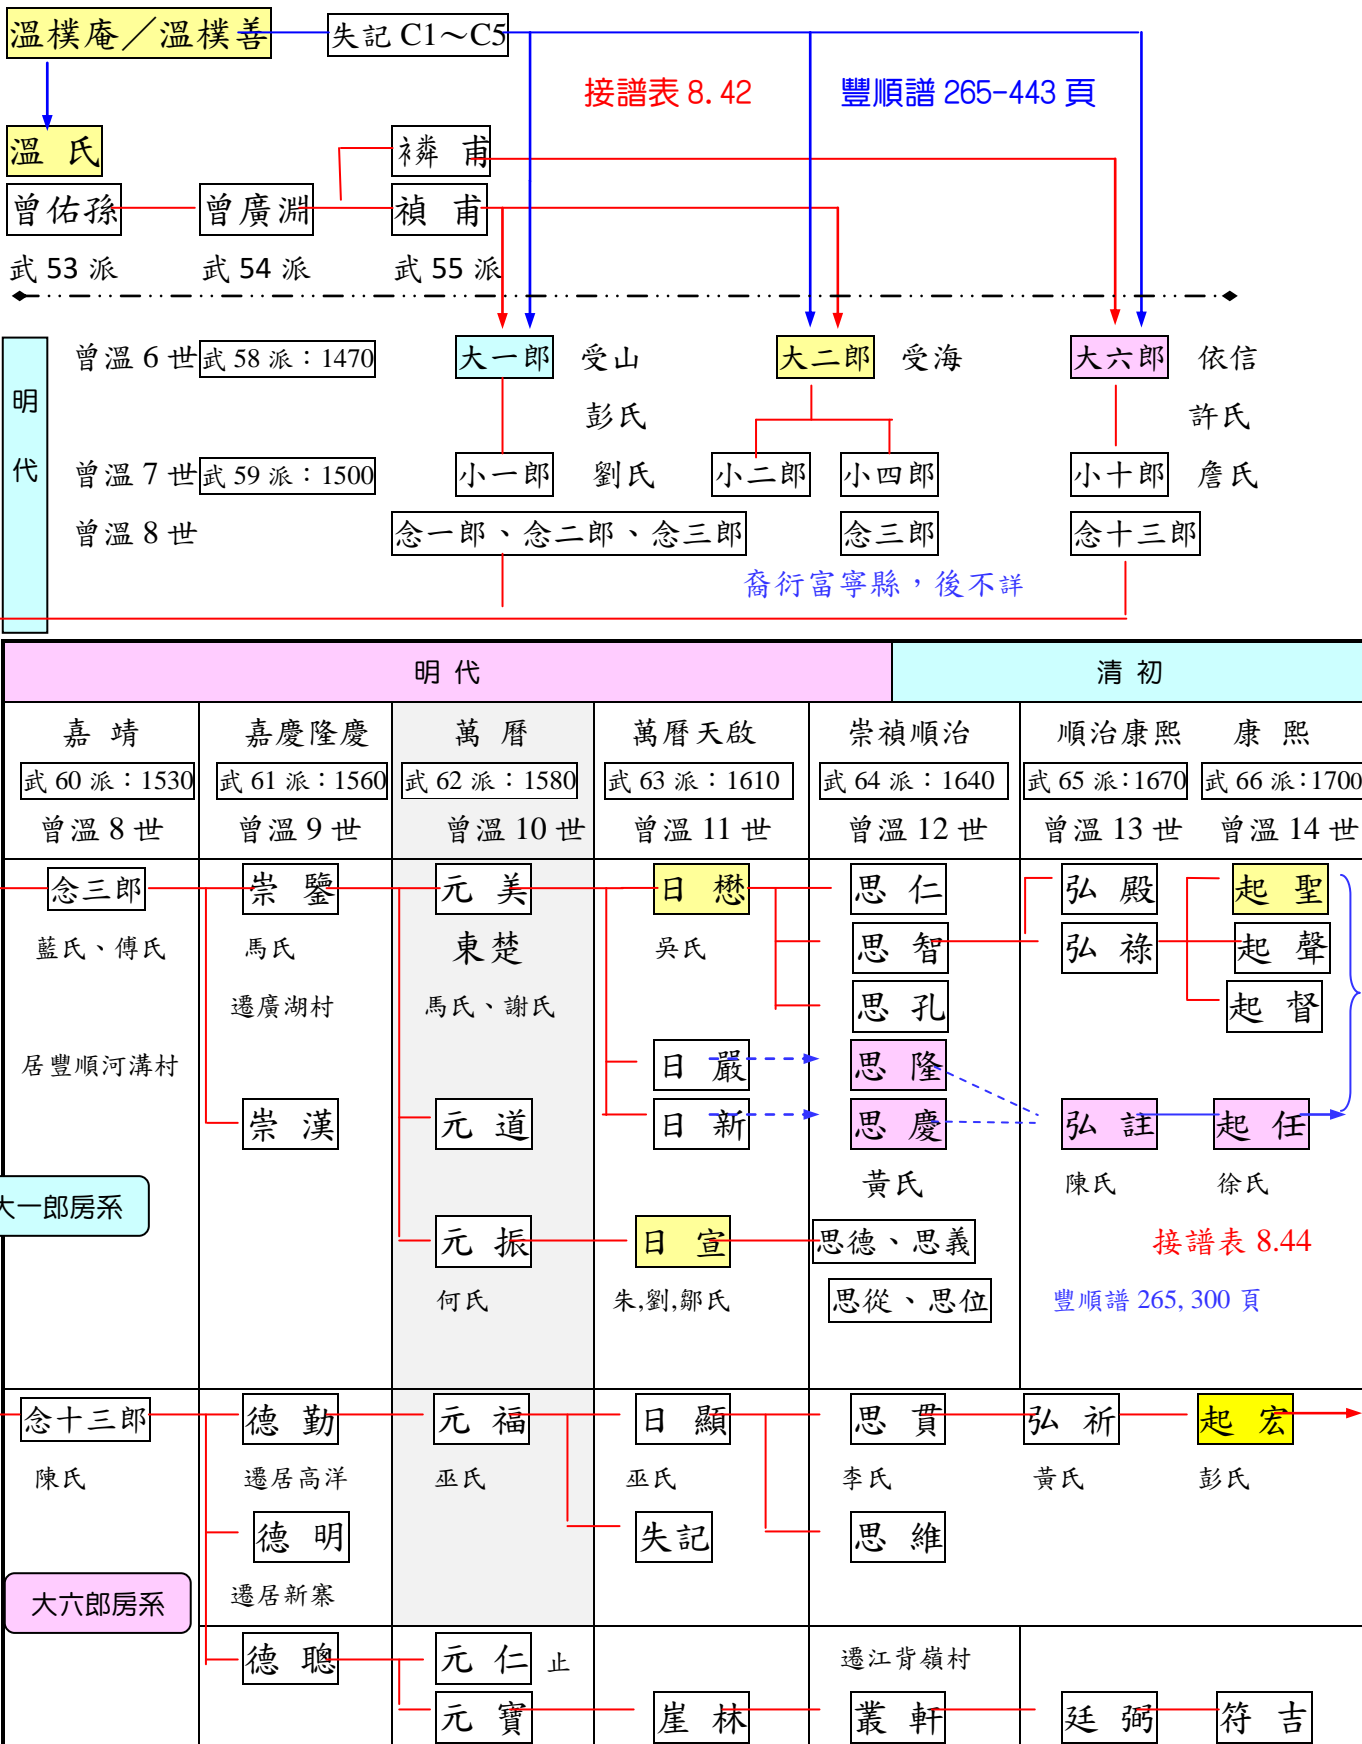 溫樸庵／溫樸善 失記 C1～C5
接譜表 8.42 豐順譜 265-443 頁
溫 氏 䄺 甫
曾佑孫 曾廣淵 禎 甫
武 53 派 武 54 派 武 55 派
明代
曾溫 6 世 武 58 派：1470 大一郎 受山 大二郎 受海 大六郎 依信
彭氏 許氏
曾溫 7 世 武 59 派：1500 小一郎 劉氏 小二郎 小四郎 小十郎 詹氏
曾溫 8 世 念一郎、念二郎、念三郎 念三郎 念十三郎
裔衍富寧縣，後不詳
明 代 清 初
嘉 靖 嘉慶隆慶 萬 曆 萬曆天啟 崇禎順治 順治康熙 康 熙
武 60 派：1530 武 61 派：1560 武 62 派：1580 武 63 派：1610 武 64 派：1640 武 65 派：1670 武 66 派：1700
曾溫 8 世 曾溫 9 世 曾溫 10 世 曾溫 11 世 曾溫 12 世 曾溫 13 世 曾溫 14 世
念三郎 崇 鑒 元 美 日 懋 思 仁 弘 殿 起 聖
藍氏、傅氏 馬氏 東楚 吳氏 思 智 弘 祿 起 聲
遷廣湖村 馬氏、謝氏 思 孔 起 督
居豐順河溝村 日 嚴 思 隆
崇 漢 元 道 日 新 思 慶 弘 註 起 任
大一郎房系 黃氏 陳氏 徐氏
元 振 日 宣 思德、思義 接譜表 8.44
何氏 朱,劉,鄒氏 思從、思位 豐順譜 265, 300 頁
念十三郎 德 勤 元 福 日 顯 思 貫 弘 祈 起 宏
陳氏 遷居高洋 巫氏 巫氏 李氏 黃氏 彭氏
德 明 失記 思 維
大六郎房系 遷居新寨
德 聰 元 仁 止 遷江背嶺村
元 寶 崖 林 叢 軒 廷 弼 符 吉